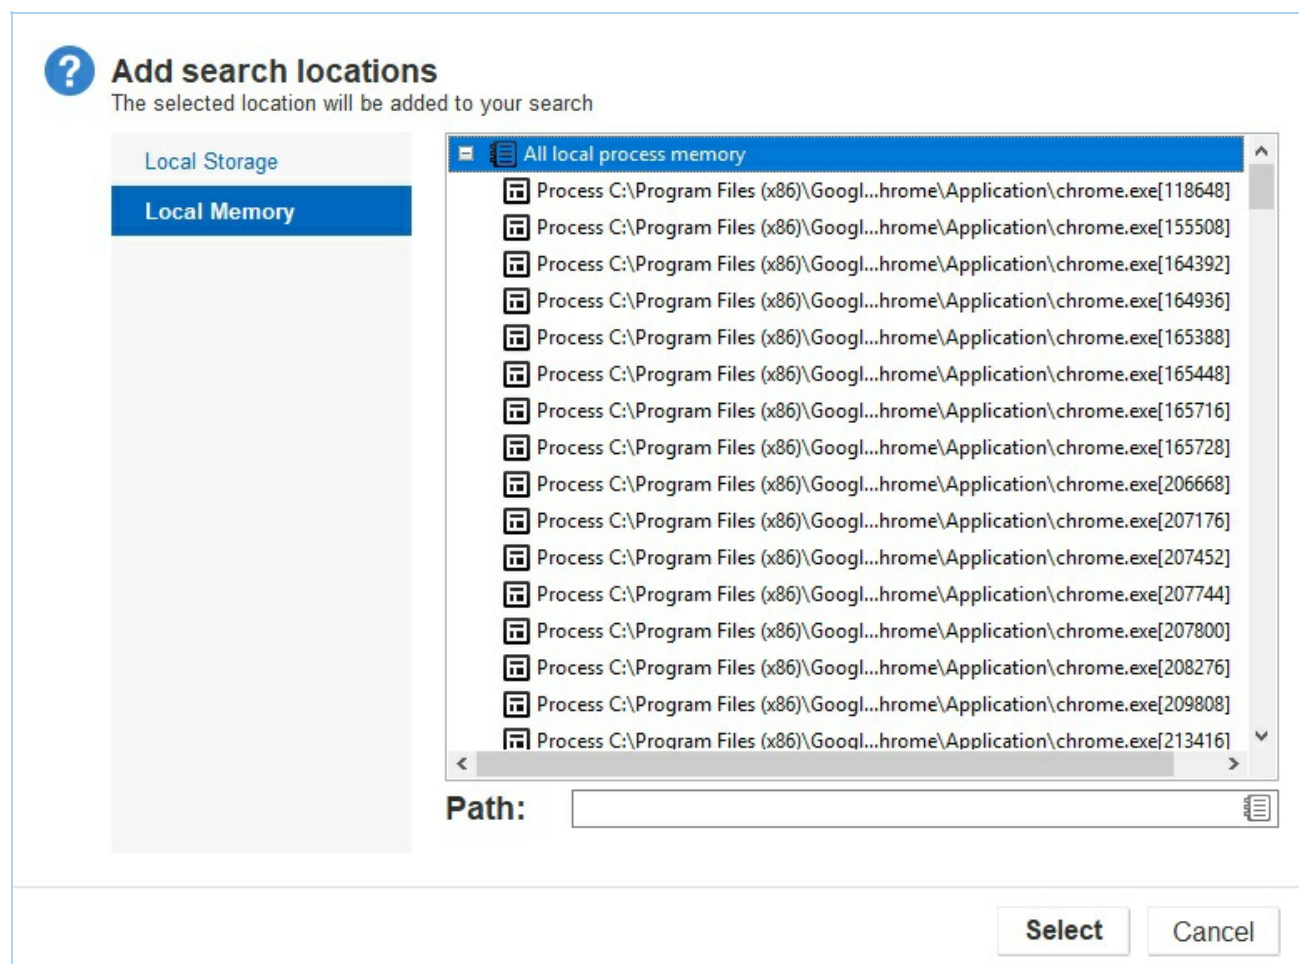 ?
Add search locations
The selected location will be added to your search
Local Storage
Local Memory
All local process memory
Process C:\Program Files (x86)\Googl...hrome\Application\chrome.exe[118648]
Process C:\Program Files (x86)\Googl...hrome\Application\chrome.exe[155508]
Process C:\Program Files (x86)\Googl...hrome\Application\chrome.exe[164392]
Process C:\Program Files (x86)\Googl...hrome\Application\chrome.exe[164936]
Process C:\Program Files (x86)\Googl...hrome\Application\chrome.exe[165388]
Process C:\Program Files (x86)\Googl...hrome\Application\chrome.exe[165448]
Process C:\Program Files (x86)\Googl...hrome\Application\chrome.exe[165716]
Process C:\Program Files (x86)\Googl...hrome\Application\chrome.exe[165728]
Process C:\Program Files (x86)\Googl...hrome\Application\chrome.exe[206668]
Process C:\Program Files (x86)\Googl...hrome\Application\chrome.exe[207176]
Process C:\Program Files (x86)\Googl...hrome\Application\chrome.exe[207452]
Process C:\Program Files (x86)\Googl...hrome\Application\chrome.exe[207744]
Process C:\Program Files (x86)\Googl...hrome\Application\chrome.exe[207800]
Process C:\Program Files (x86)\Googl...hrome\Application\chrome.exe[208276]
Process C:\Program Files (x86)\Googl...hrome\Application\chrome.exe[209808]
Process C:\Program Files (x86)\Googl...hrome\Application\chrome.exe[213416]
Path:
Select
Cancel